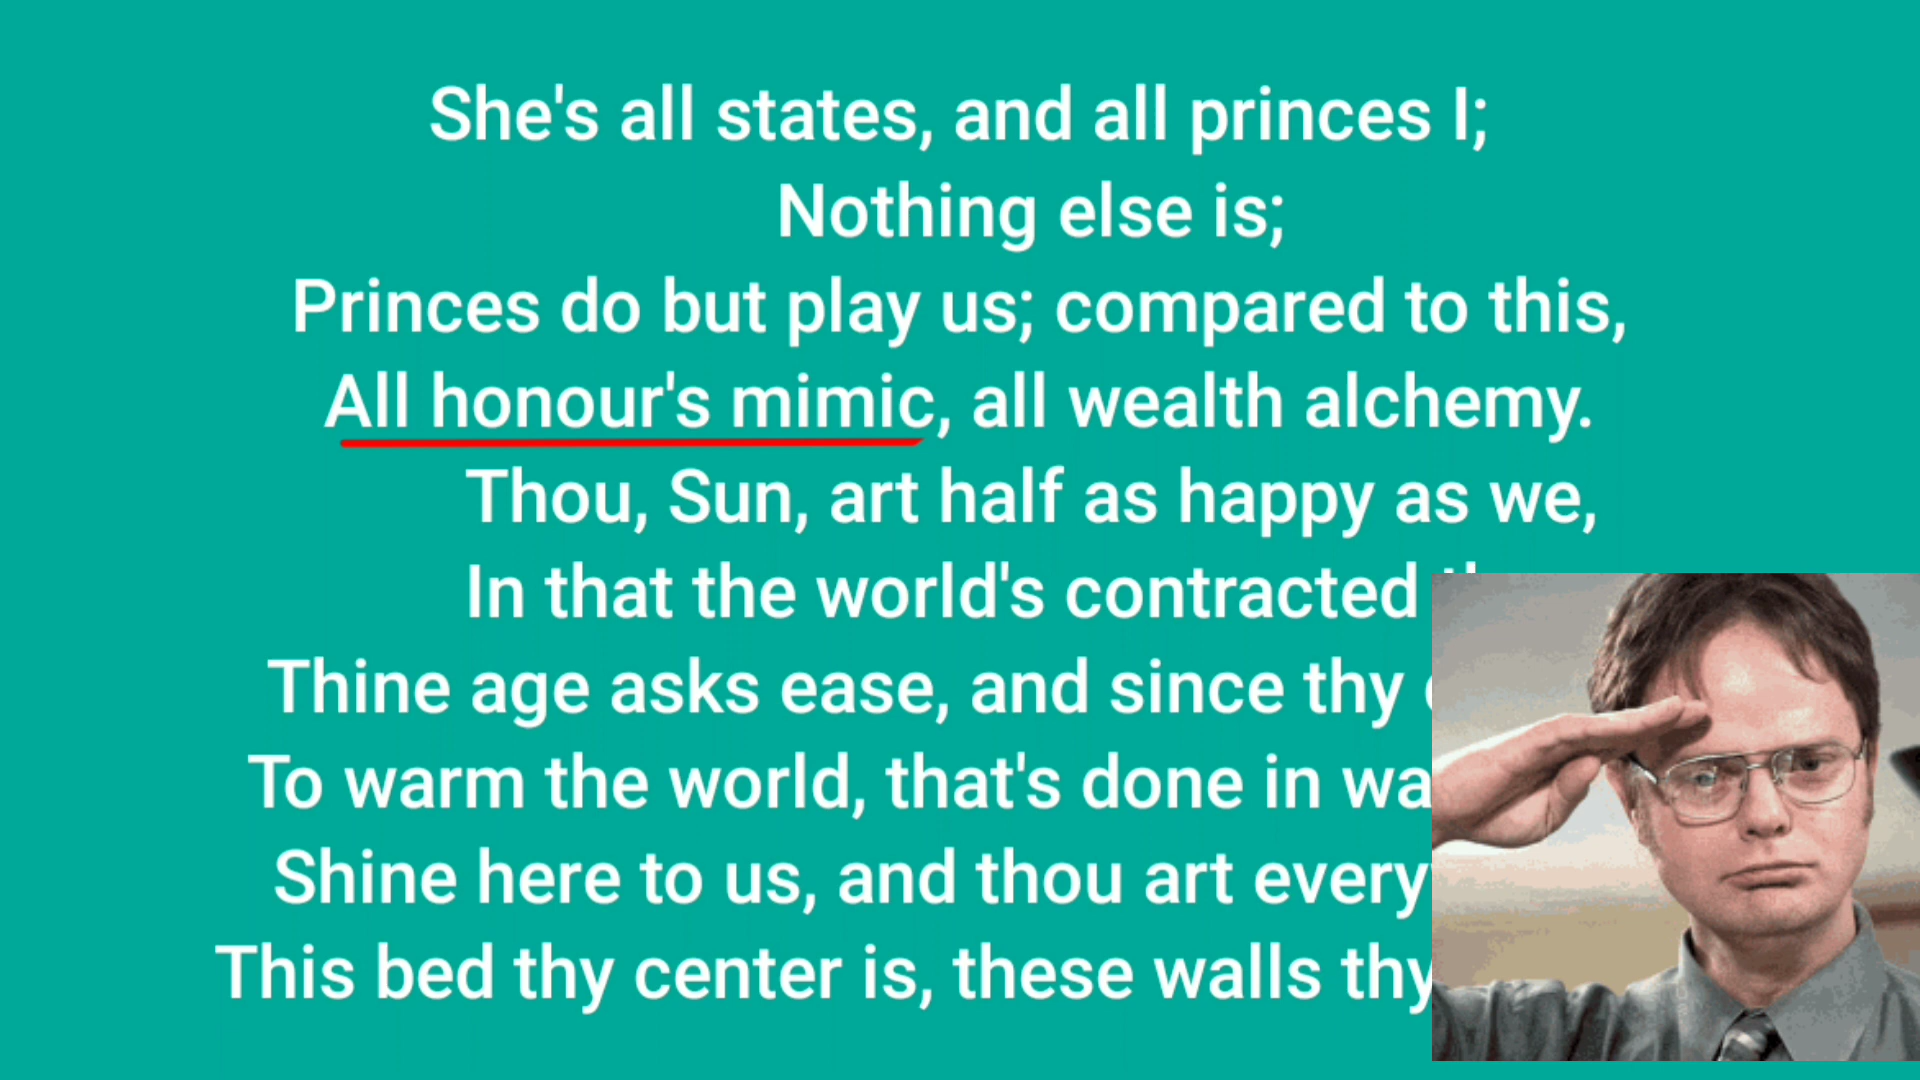 She's all states, and all princes I;
Nothing else is;
Princes do but play us; compared to this,
All honour's mimic, all wealth alchemy.
Thou, Sun, art half as happy as we,
In that the world's contracted
Thine age asks ease, and since thy
To warm the world, that's done in
Shine here to us, and thou art every
This bed thy center is, these walls thy